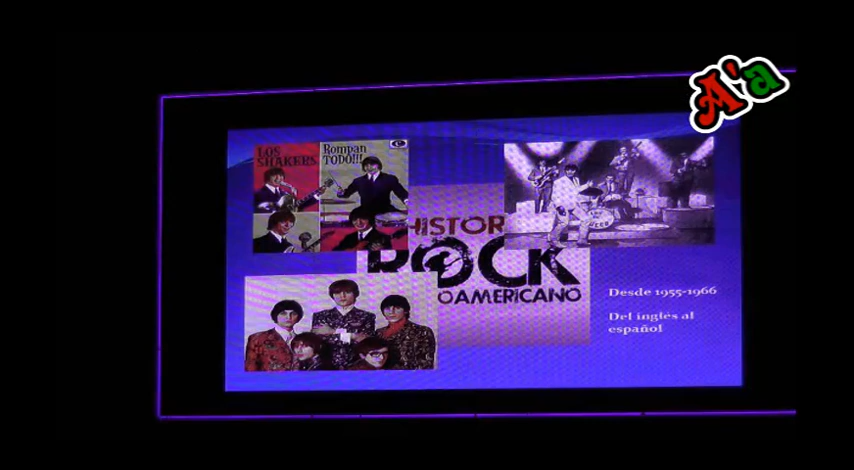 A'a
LOS SHAKERS
Rompan TODO!!!
HISTOR
ROCK
OAMERICANO
Desde 1955-1966
Del inglés al
español